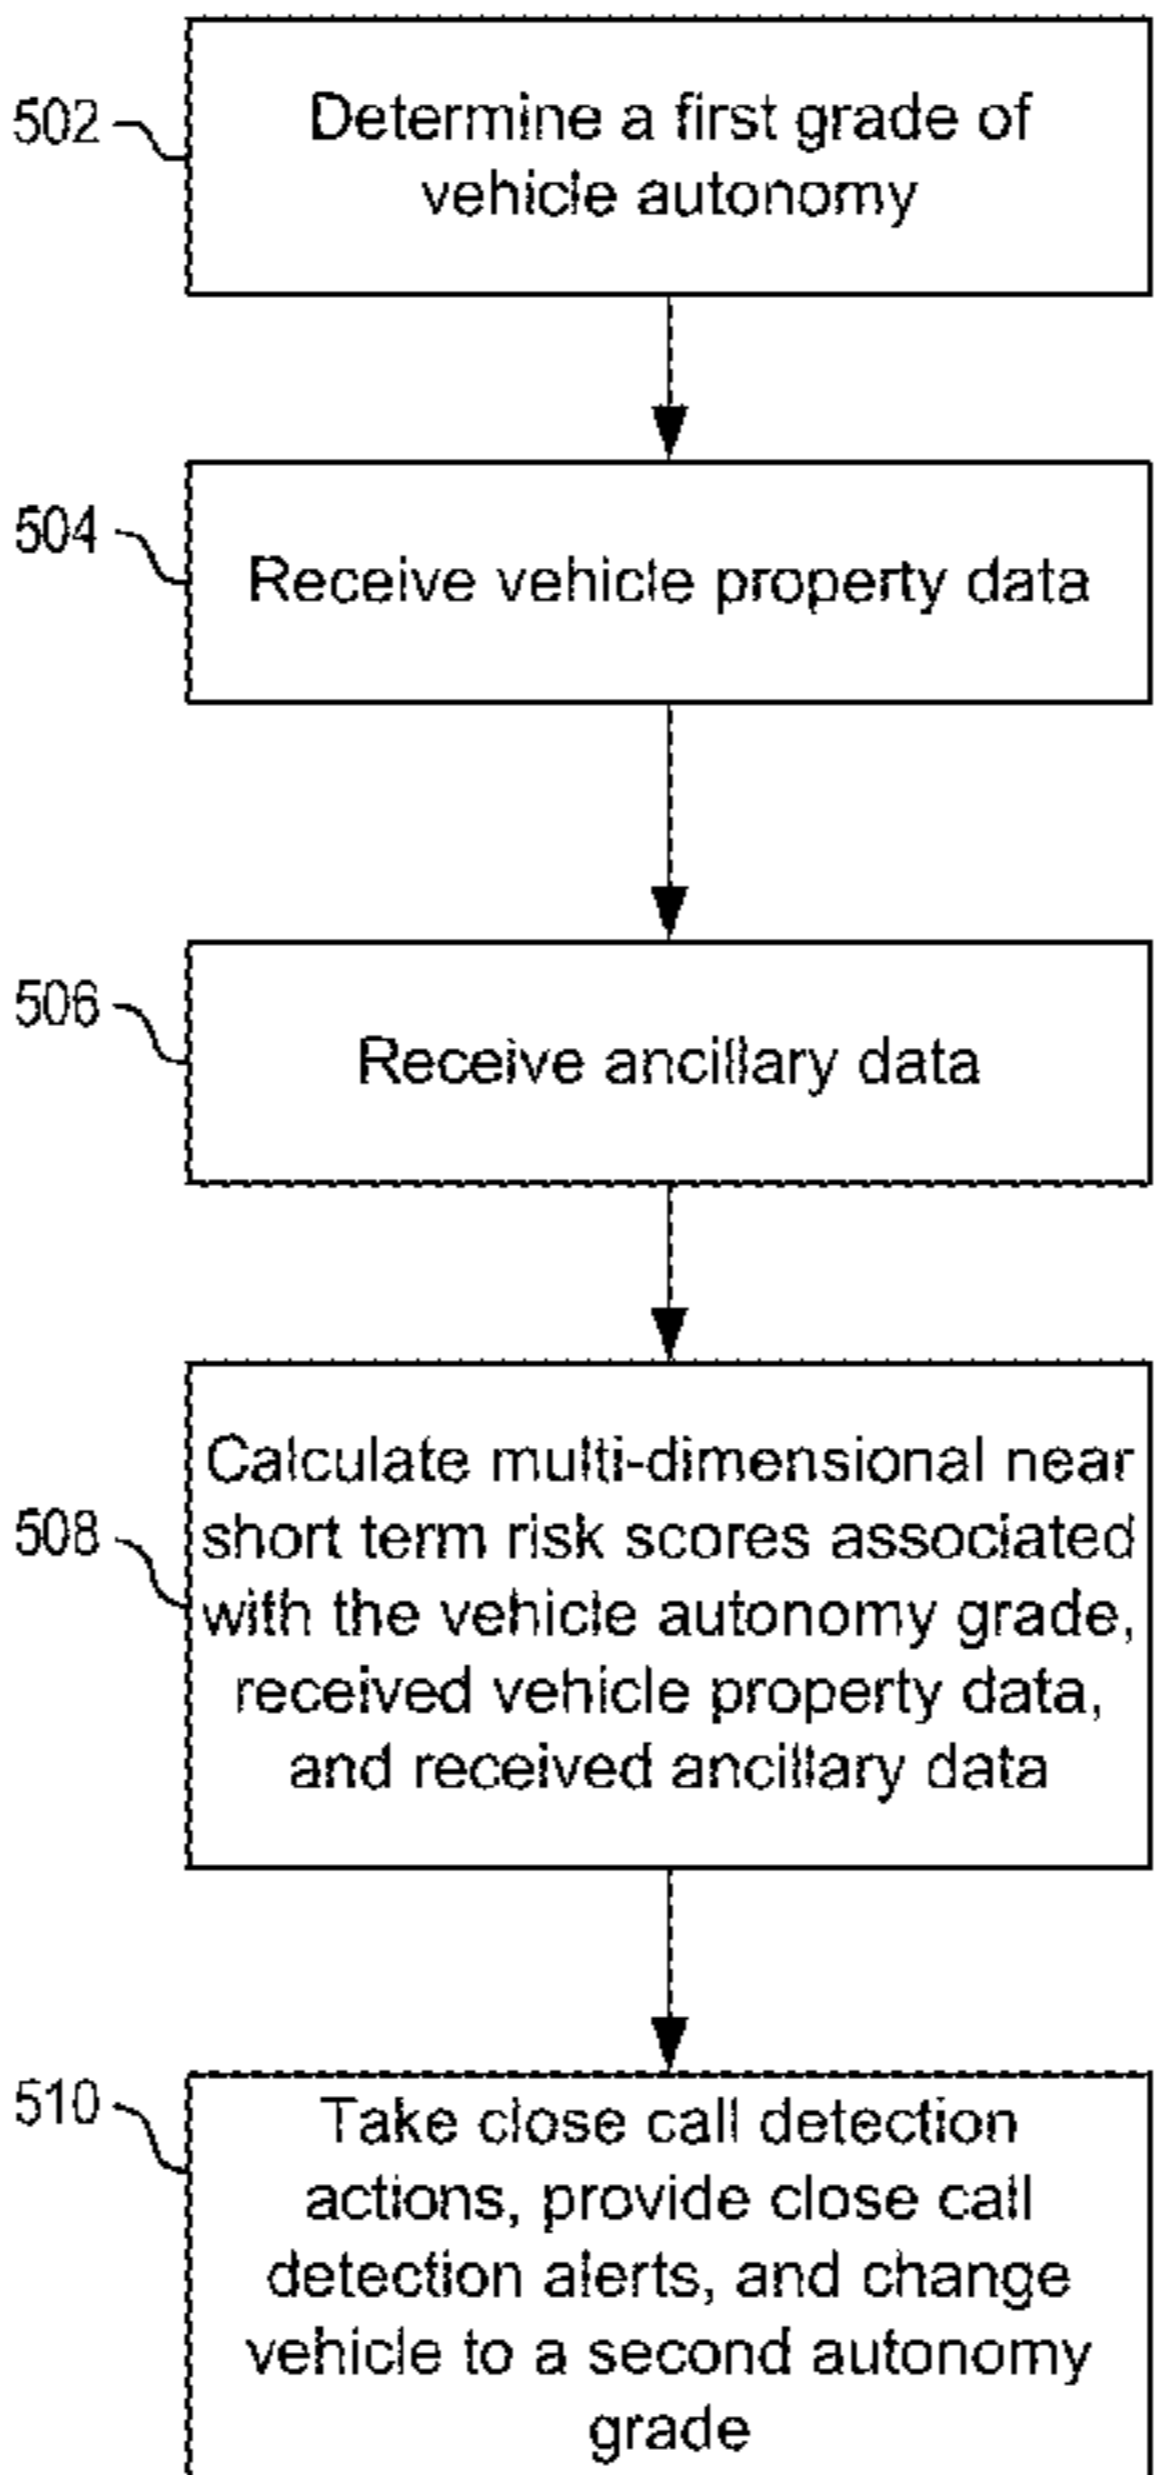 502
Determine a first grade of
vehicle autonomy
504
Receive vehicle property data
506
Receive ancillary data
508
Calculate multi-dimensional near
short term risk scores associated
with the vehicle autonomy grade,
received vehicle property data,
and received ancillary data
510
Take close call detection
actions, provide close call
detection alerts, and change
vehicle to a second autonomy
grade